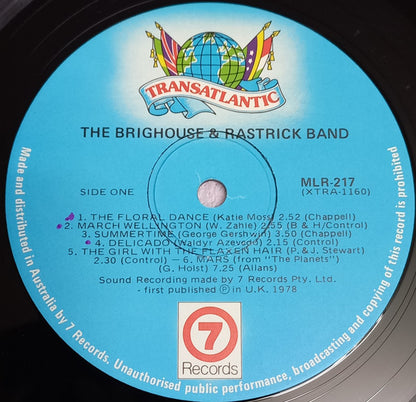 TRANSATLANTIC
THE BRIGHOUSE & RASTRICK BAND
SIDE ONE
MLR-217
(XTRA-1160)
1. THE FLORAL DANCE (Katie Moss) 2.52 (Chappell)
2. MARCH WELLINGTON (W. Zahle) 2.55 (B & H/Control)
3. SUMMERTIME (George Gershwin) 3.50 (Chappell)
4. DELICADO (Waldyr Azevedo) 2.15 (Control)
5. THE GIRL WITH THE FLAXEN HAIR (P. & J. Stewart)
2.30 (Control) – 6. MARS (from "The Planets")
(G. Holst) 7.25 (Allans)
Sound Recording made by 7 Records Pty. Ltd.
- first published Ⓟ in U.K. 1978
7
Records
Made and distributed in Australia by 7 Records. Unauthorised public performance, broadcasting and copying of this record is prohibited